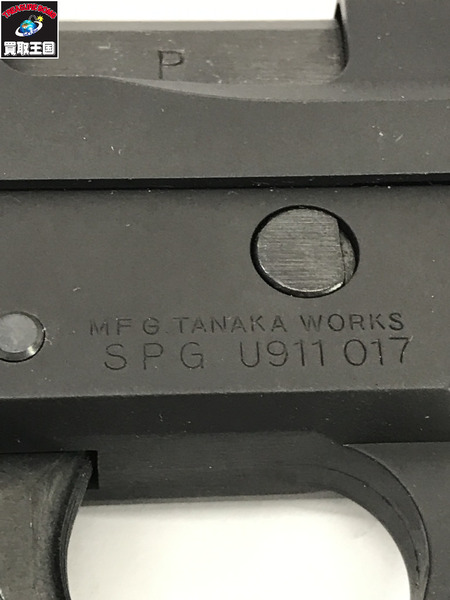 買取王国
P
MFG. TANAKA WORKS
SPG U911 017